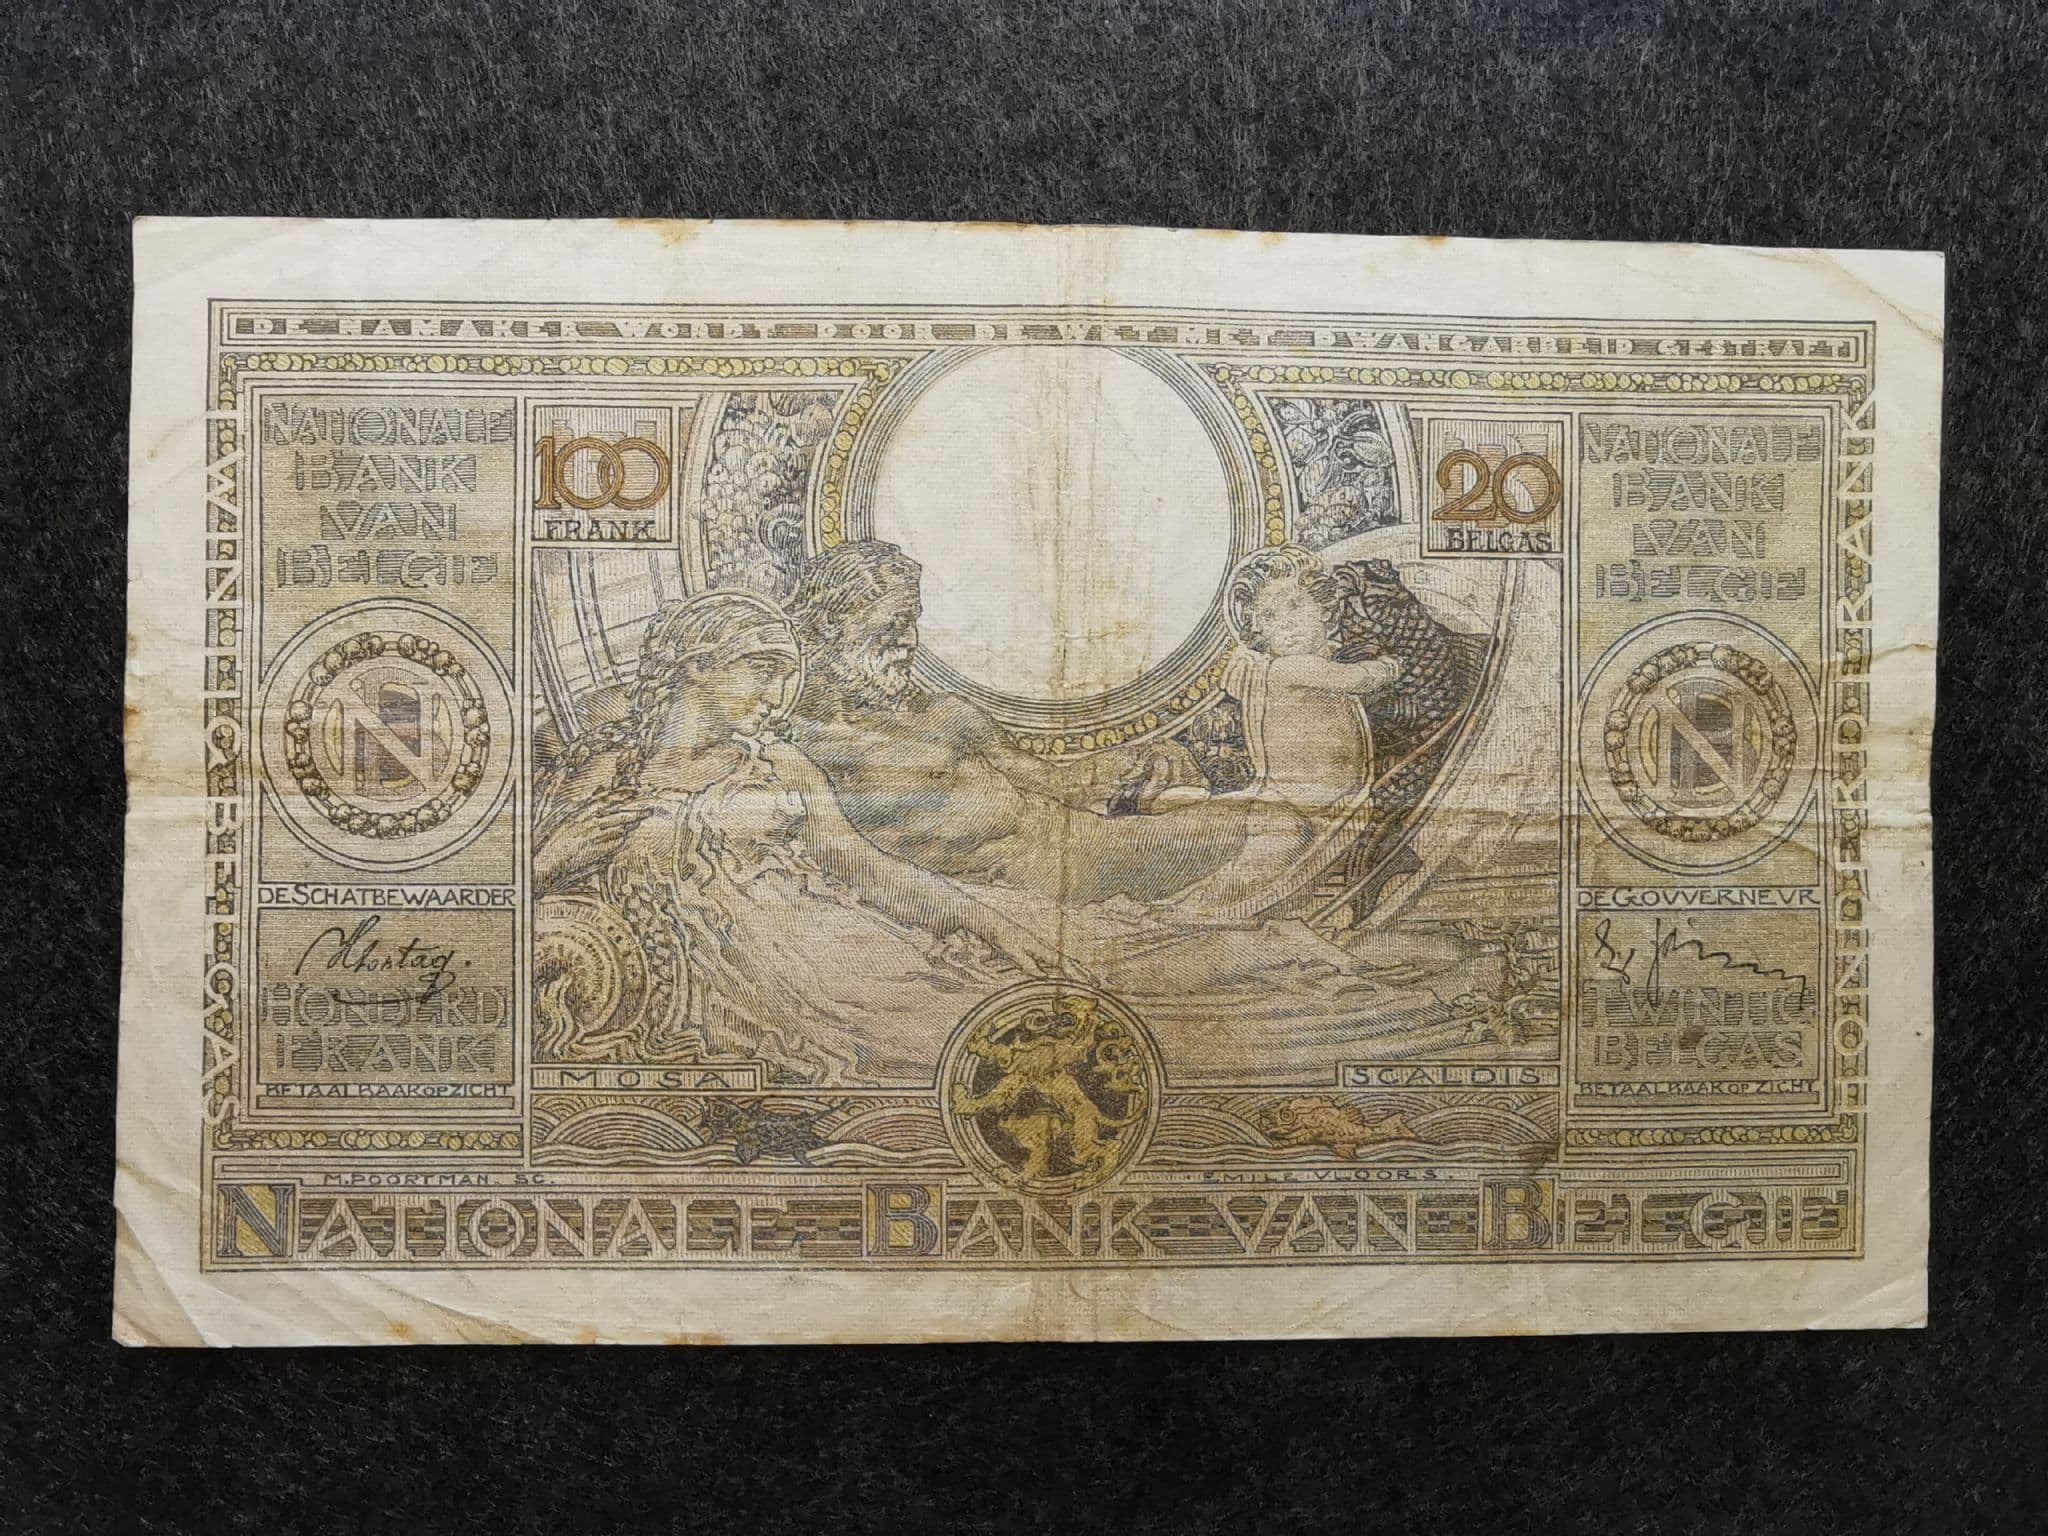 DE NAMAKER WORDT DOOR DE WET MET DWANGARBEID GESTRAFT
TWINTIG BELGAS
NATIONALE
BANK
VAN
BELGIE
100
FRANK
20
BELGAS
NATIONALE
BANK
VAN
BELGIE
HONDERD FRANK
N
N
DE SCHATBEWAARDER
HONDERD
FRANK
BETAALBAAR OP ZICHT
DE GOVVERNEVR
TWINTIG
BELGAS
BETAALBAAR OP ZICHT
MOSA
SCALDIS
M. POORTMAN. SC.
EMILE VLOORS.
NATIONALE BANK VAN BELGIE